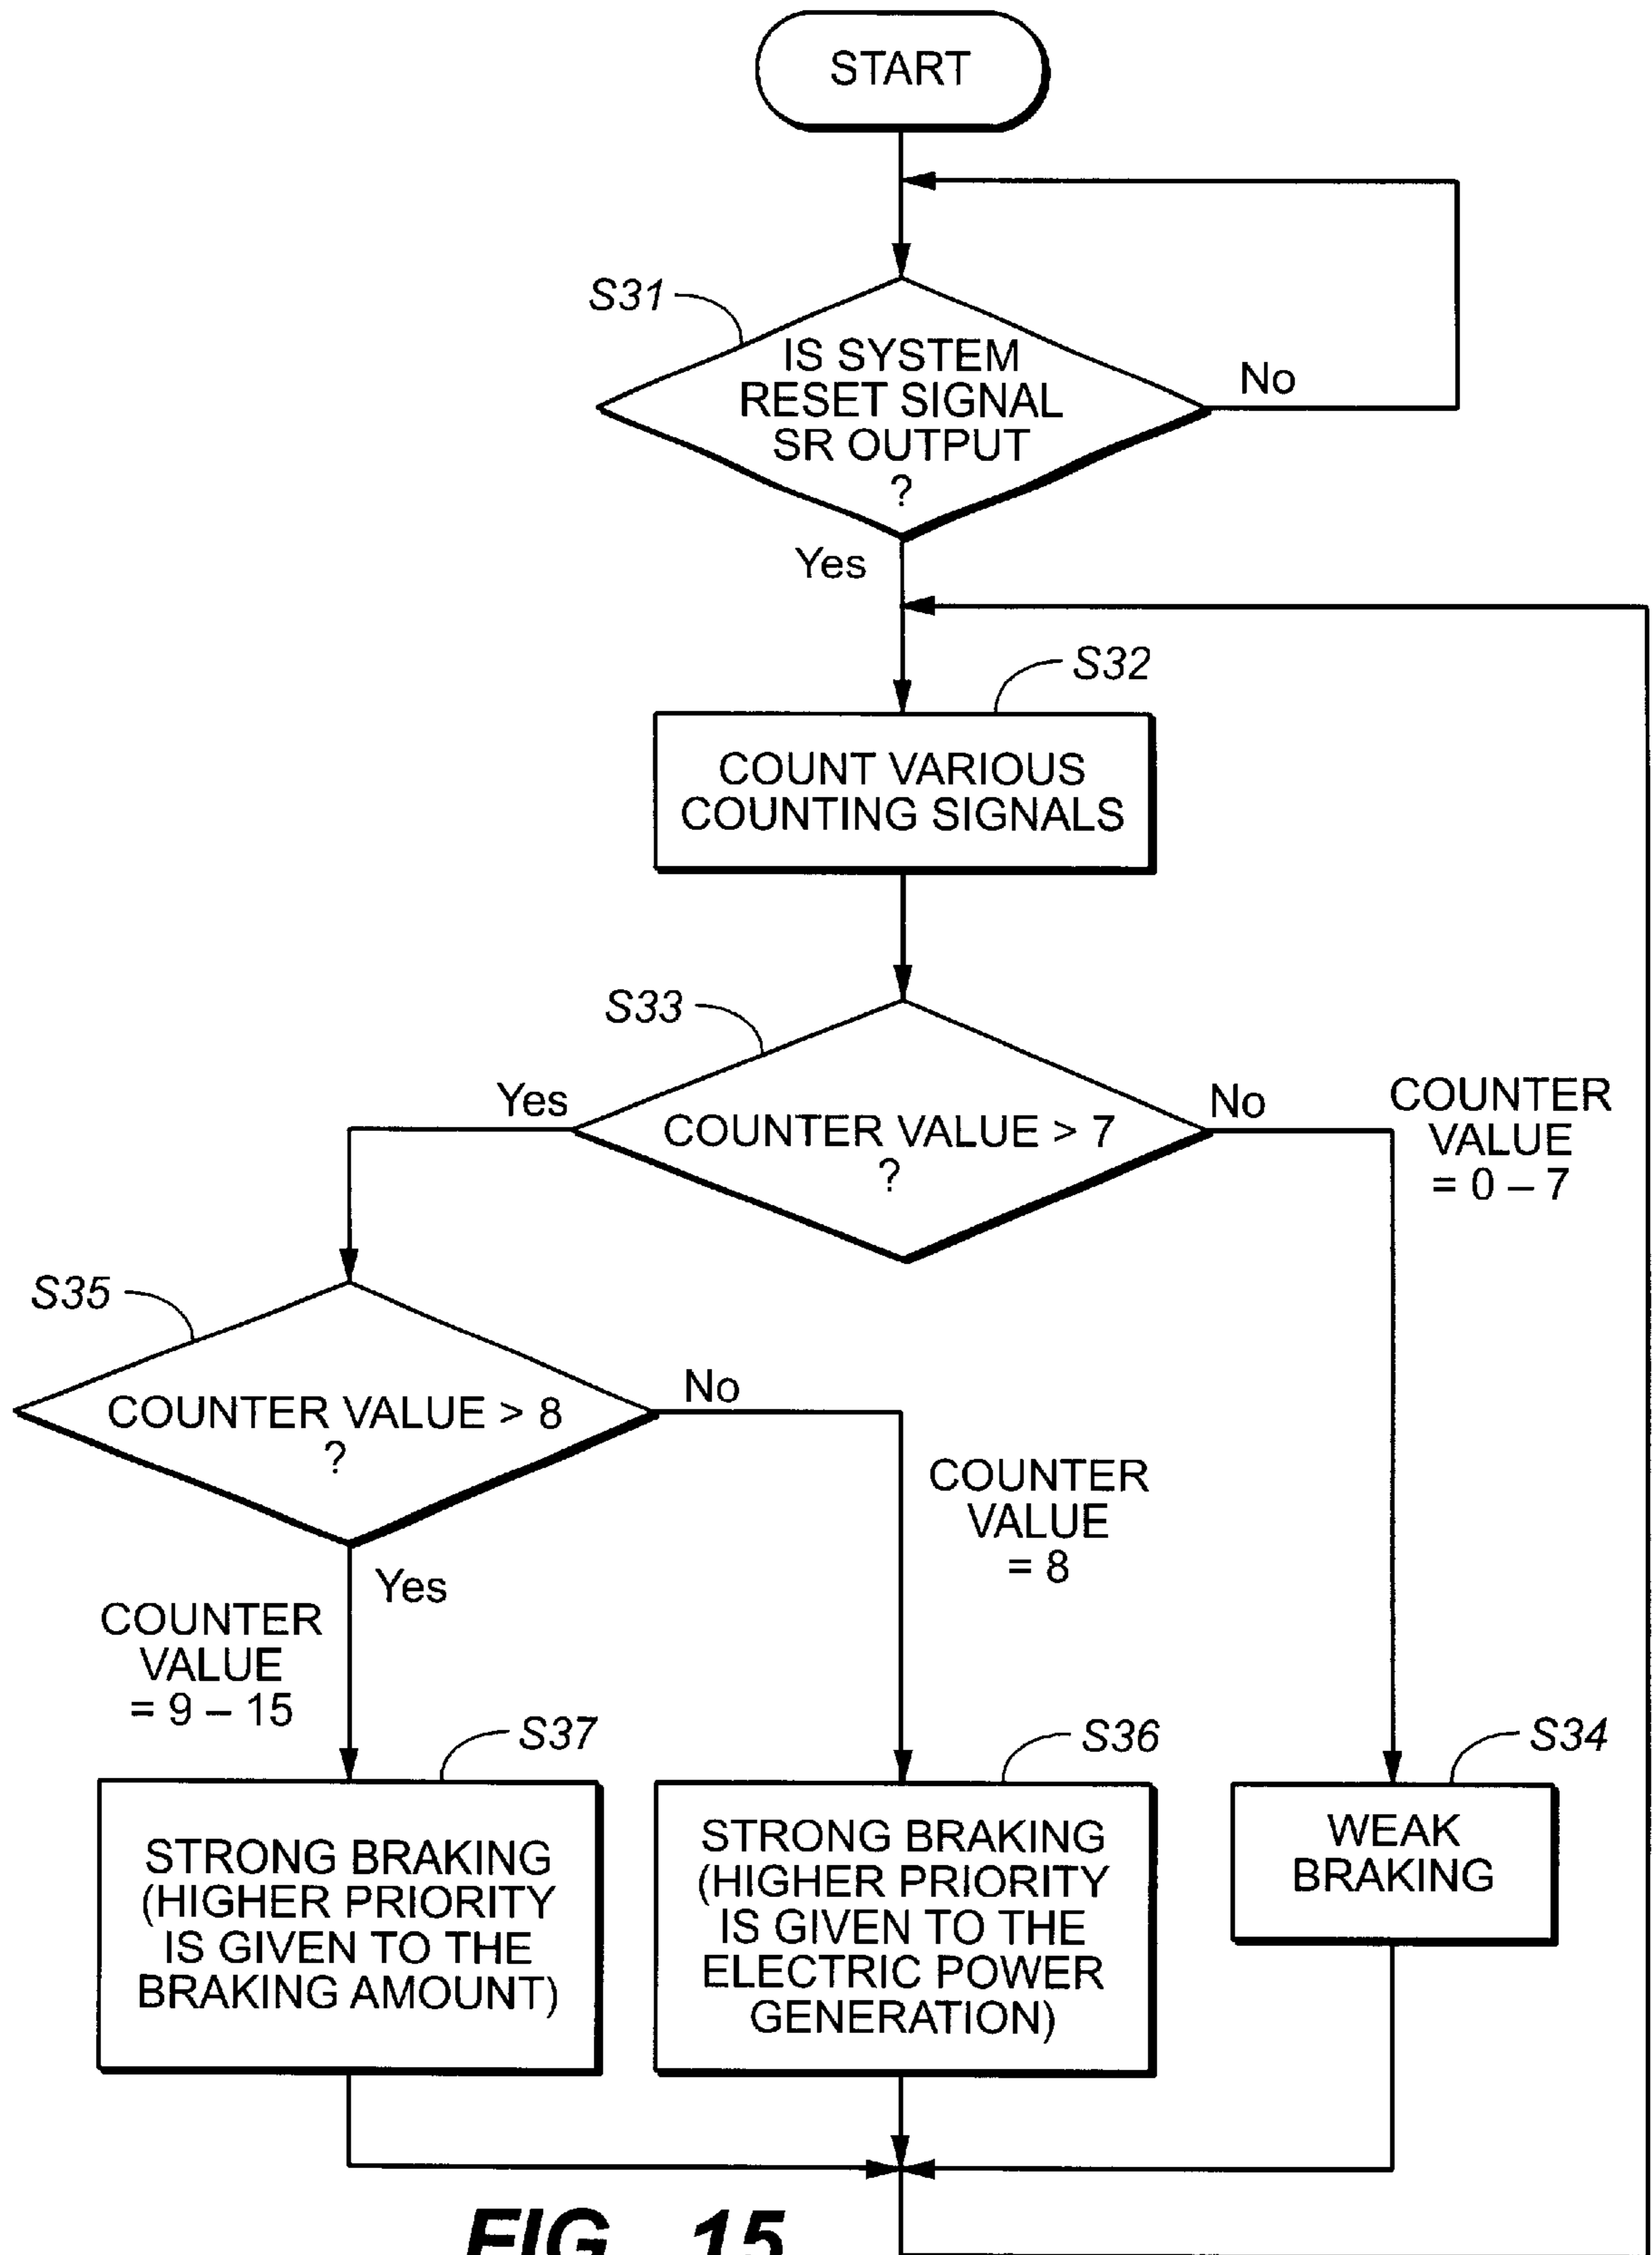 START
S31
IS SYSTEM
RESET SIGNAL
SR OUTPUT
?
No
Yes
S32
COUNT VARIOUS
COUNTING SIGNALS
S33
Yes
COUNTER VALUE > 7
?
No
COUNTER
VALUE
= 0 – 7
S35
COUNTER VALUE > 8
?
No
COUNTER
VALUE
= 8
Yes
COUNTER
VALUE
= 9 – 15
S37
STRONG BRAKING
(HIGHER PRIORITY
IS GIVEN TO THE
BRAKING AMOUNT)
S36
STRONG BRAKING
(HIGHER PRIORITY
IS GIVEN TO THE
ELECTRIC POWER
GENERATION)
S34
WEAK
BRAKING
FIG._15